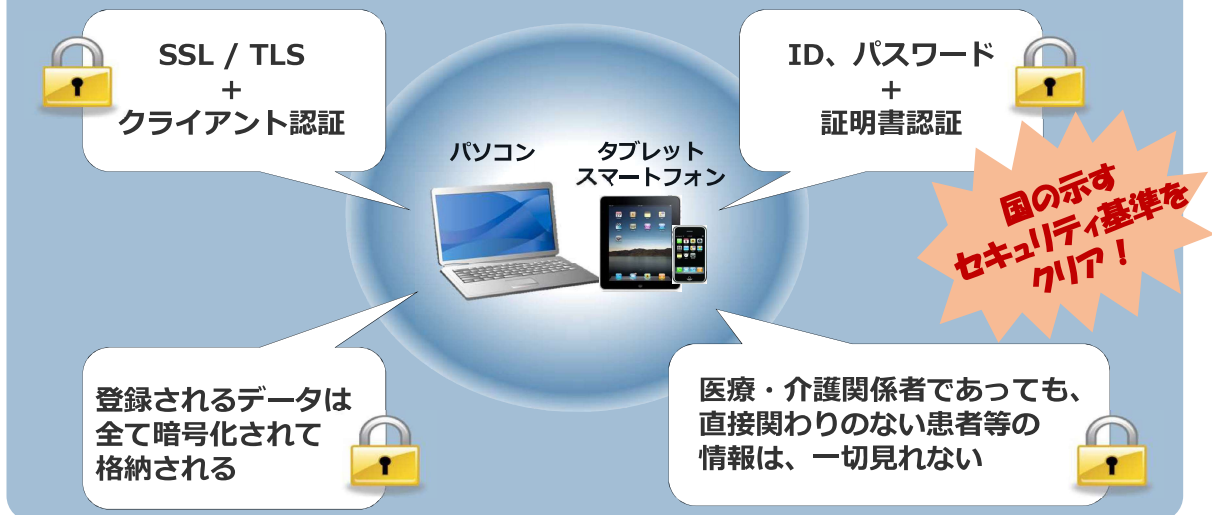 SSL / TLS
+
クライアント認証
ID、パスワード
+
証明書認証
パソコン
タブレット
スマートフォン
国の示す
セキュリティ基準を
クリア！
登録されるデータは
全て暗号化されて
格納される
医療・介護関係者であっても、
直接関わりのない患者等の
情報は、一切見れない